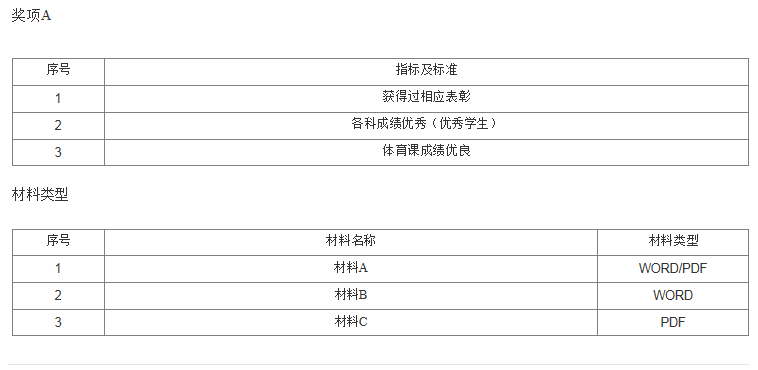 奖项A
序号 指标及标准
1 获得过相应表彰
2 各科成绩优秀（优秀学生）
3 体育课成绩优良
材料类型
序号 材料名称 材料类型
1 材料A WORD/PDF
2 材料B WORD
3 材料C PDF